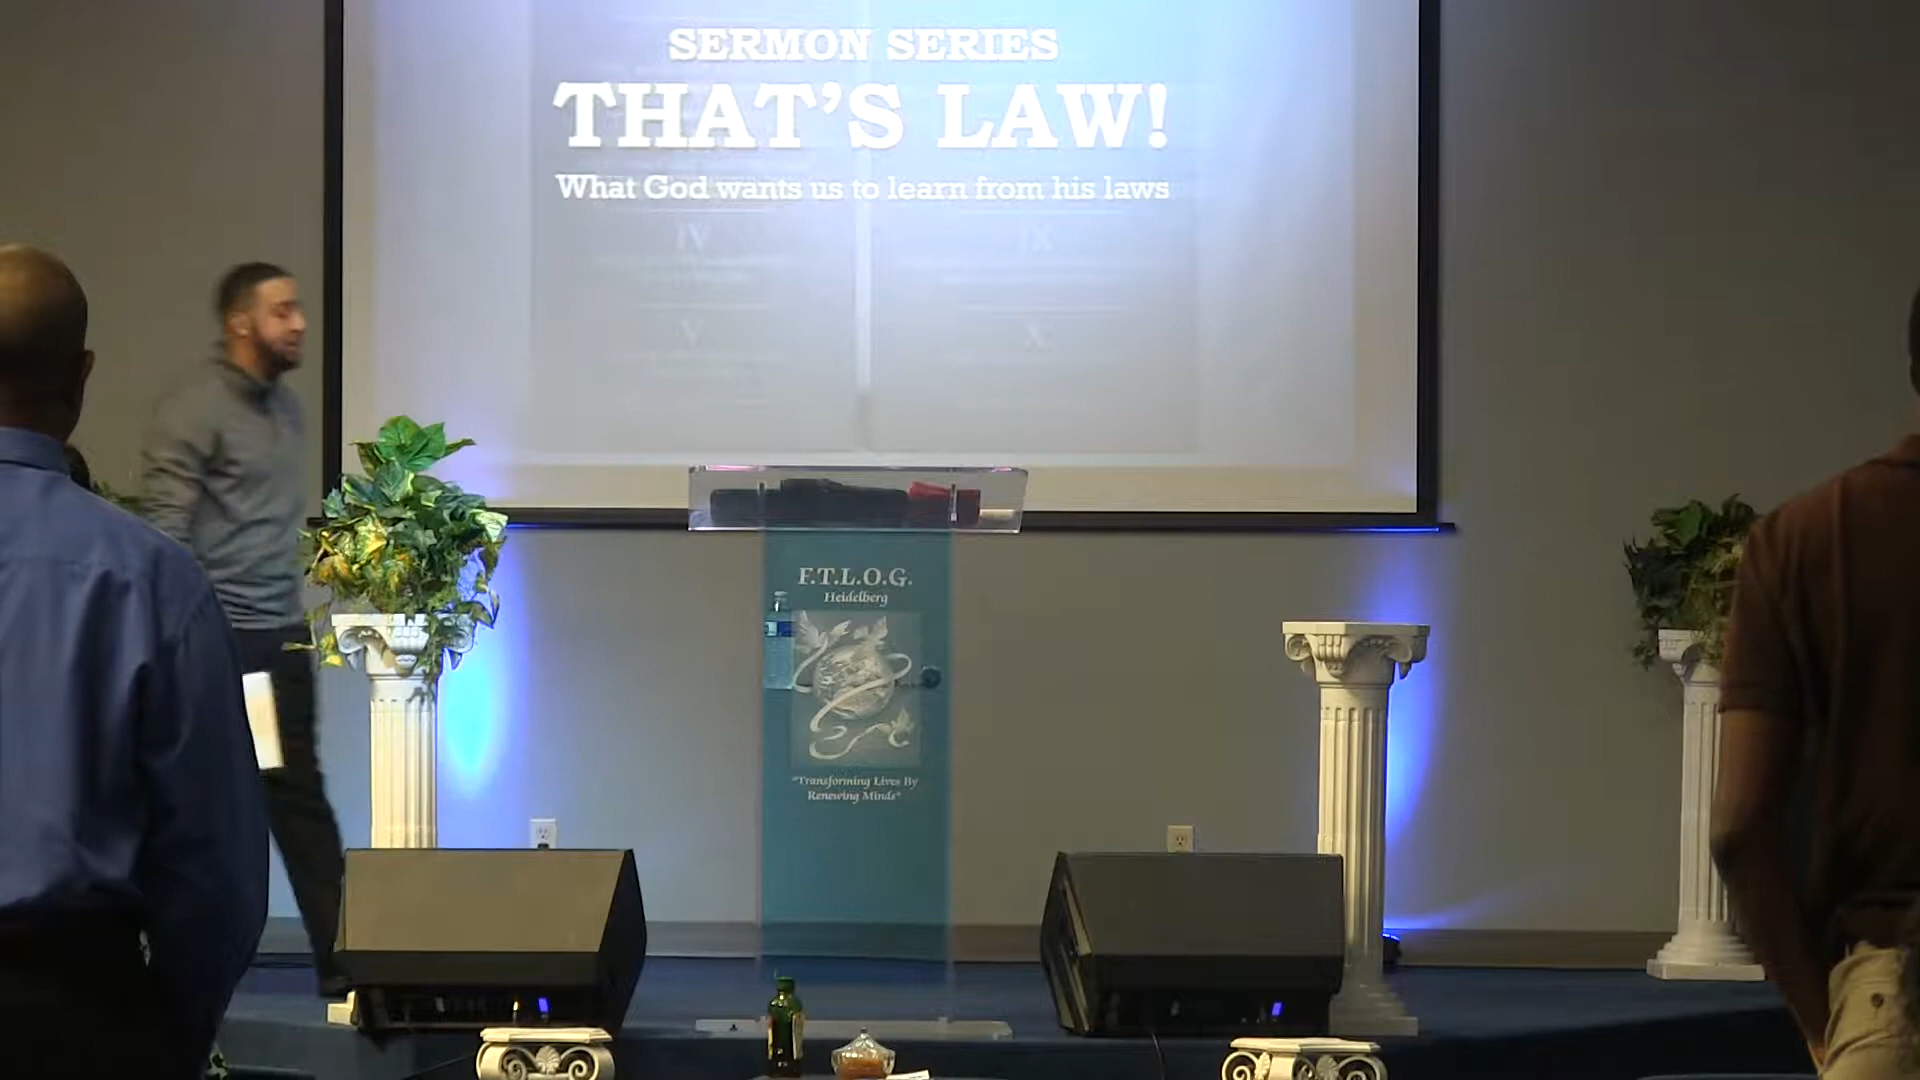 SERMON SERIES
THAT'S LAW!
What God wants us to learn from his laws
IV
IX
V
X
F.T.L.O.G.
Heidelberg
"Transforming Lives By
Renewing Minds"